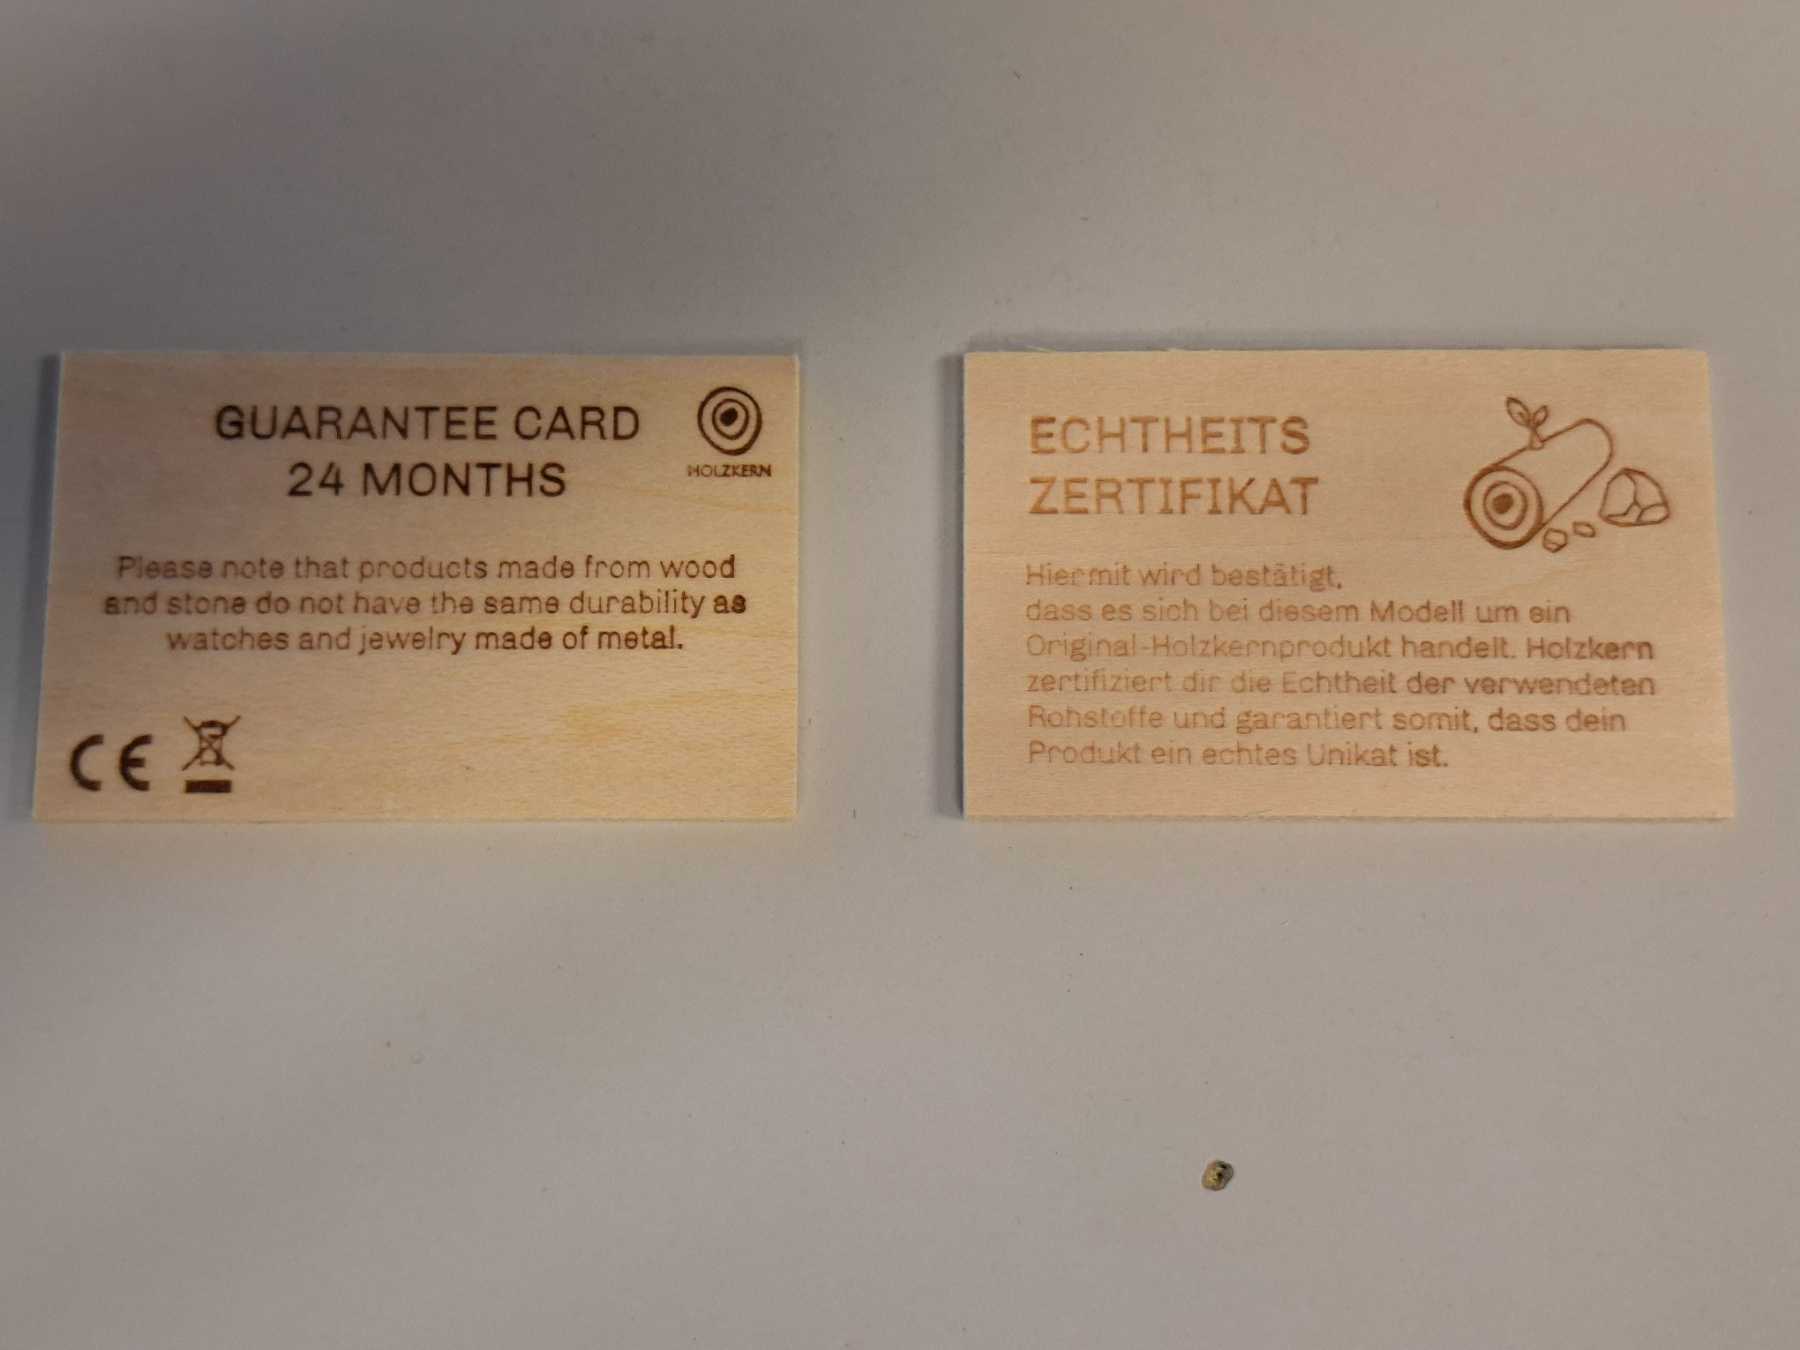 GUARANTEE CARD
24 MONTHS
HOLZKERN
Please note that products made from wood
and stone do not have the same durability as
watches and jewelry made of metal.
CE
ECHTHEITS
ZERTIFIKAT
Hiermit wird bestätigt,
dass es sich bei diesem Modell um ein
Original-Holzkernprodukt handelt. Holzkern
zertifiziert dir die Echtheit der verwendeten
Rohstoffe und garantiert somit, dass dein
Produkt ein echtes Unikat ist.